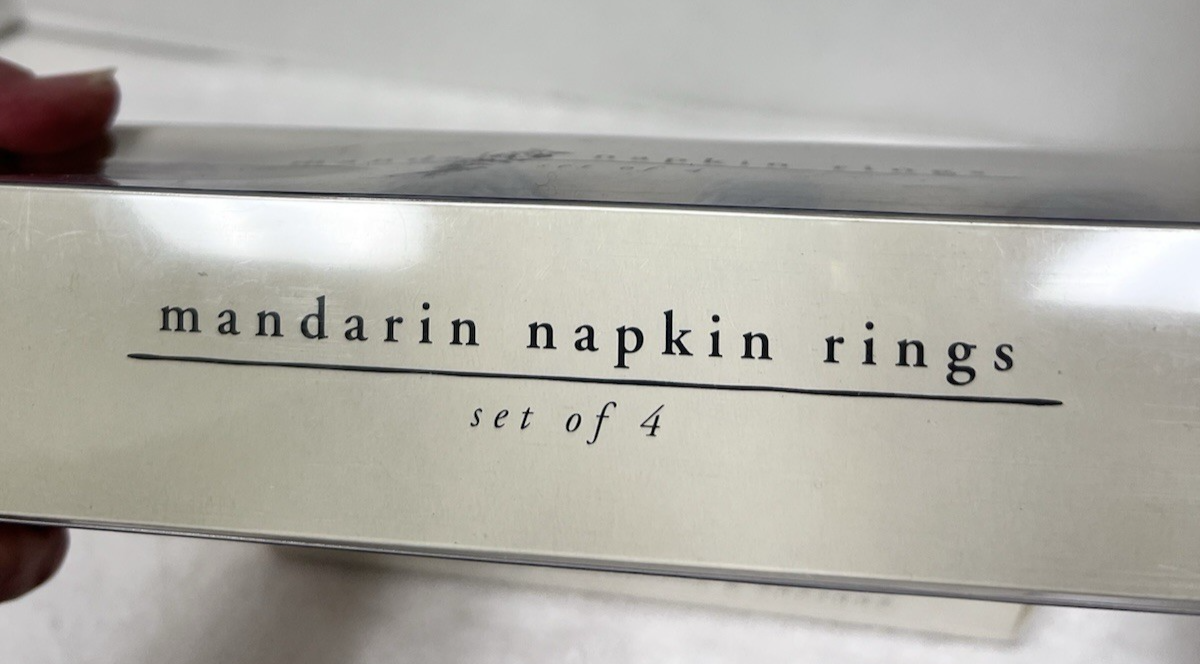 mandarin napkin rings
set of 4